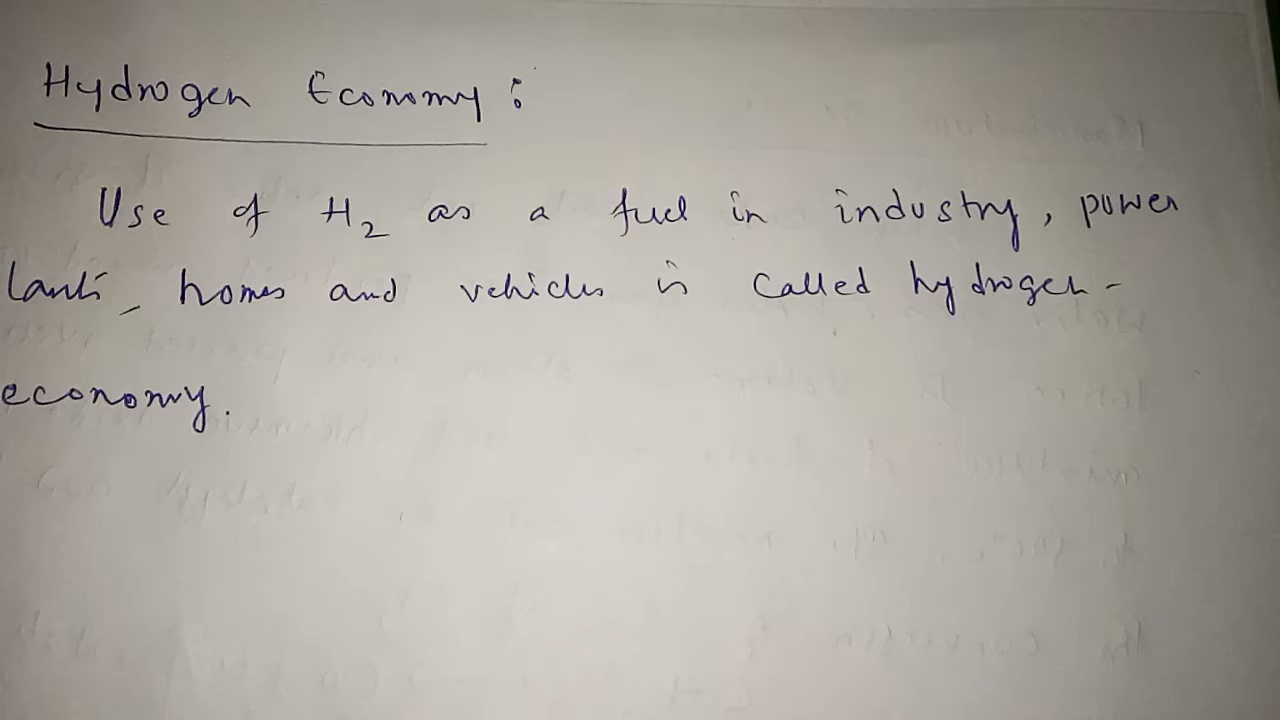 Hydrogen Economy :
Use of H₂ as a fuel in industry, power
lants, homes and vehicles is called hydrogen-
economy.